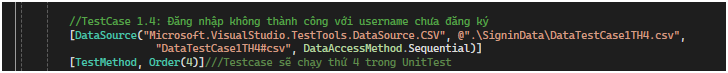 //TestCase 1.4: Đăng nhập không thành công với username chưa đăng ký
[DataSource("Microsoft.VisualStudio.TestTools.DataSource.CSV", @".\SigninData\DataTestCase1TH4.csv",
"DataTestCase1TH4#csv", DataAccessMethod.Sequential)]
[TestMethod, Order(4)]///Testcase sẽ chạy thứ 4 trong UnitTest